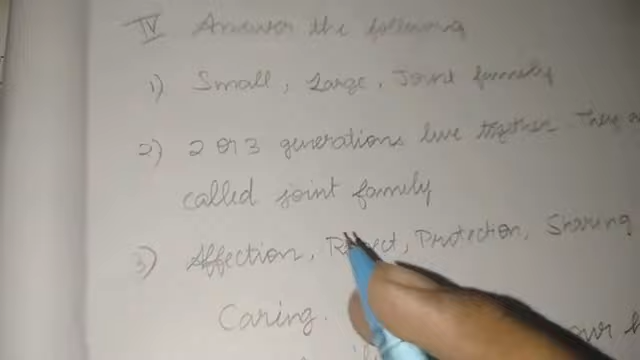 IV Answer the following
1) Small, Large, Joint family
2) 2 or 3 generations live together. They
called joint family
3) Affection, Respect, Protection, Sharing
Caring.
our